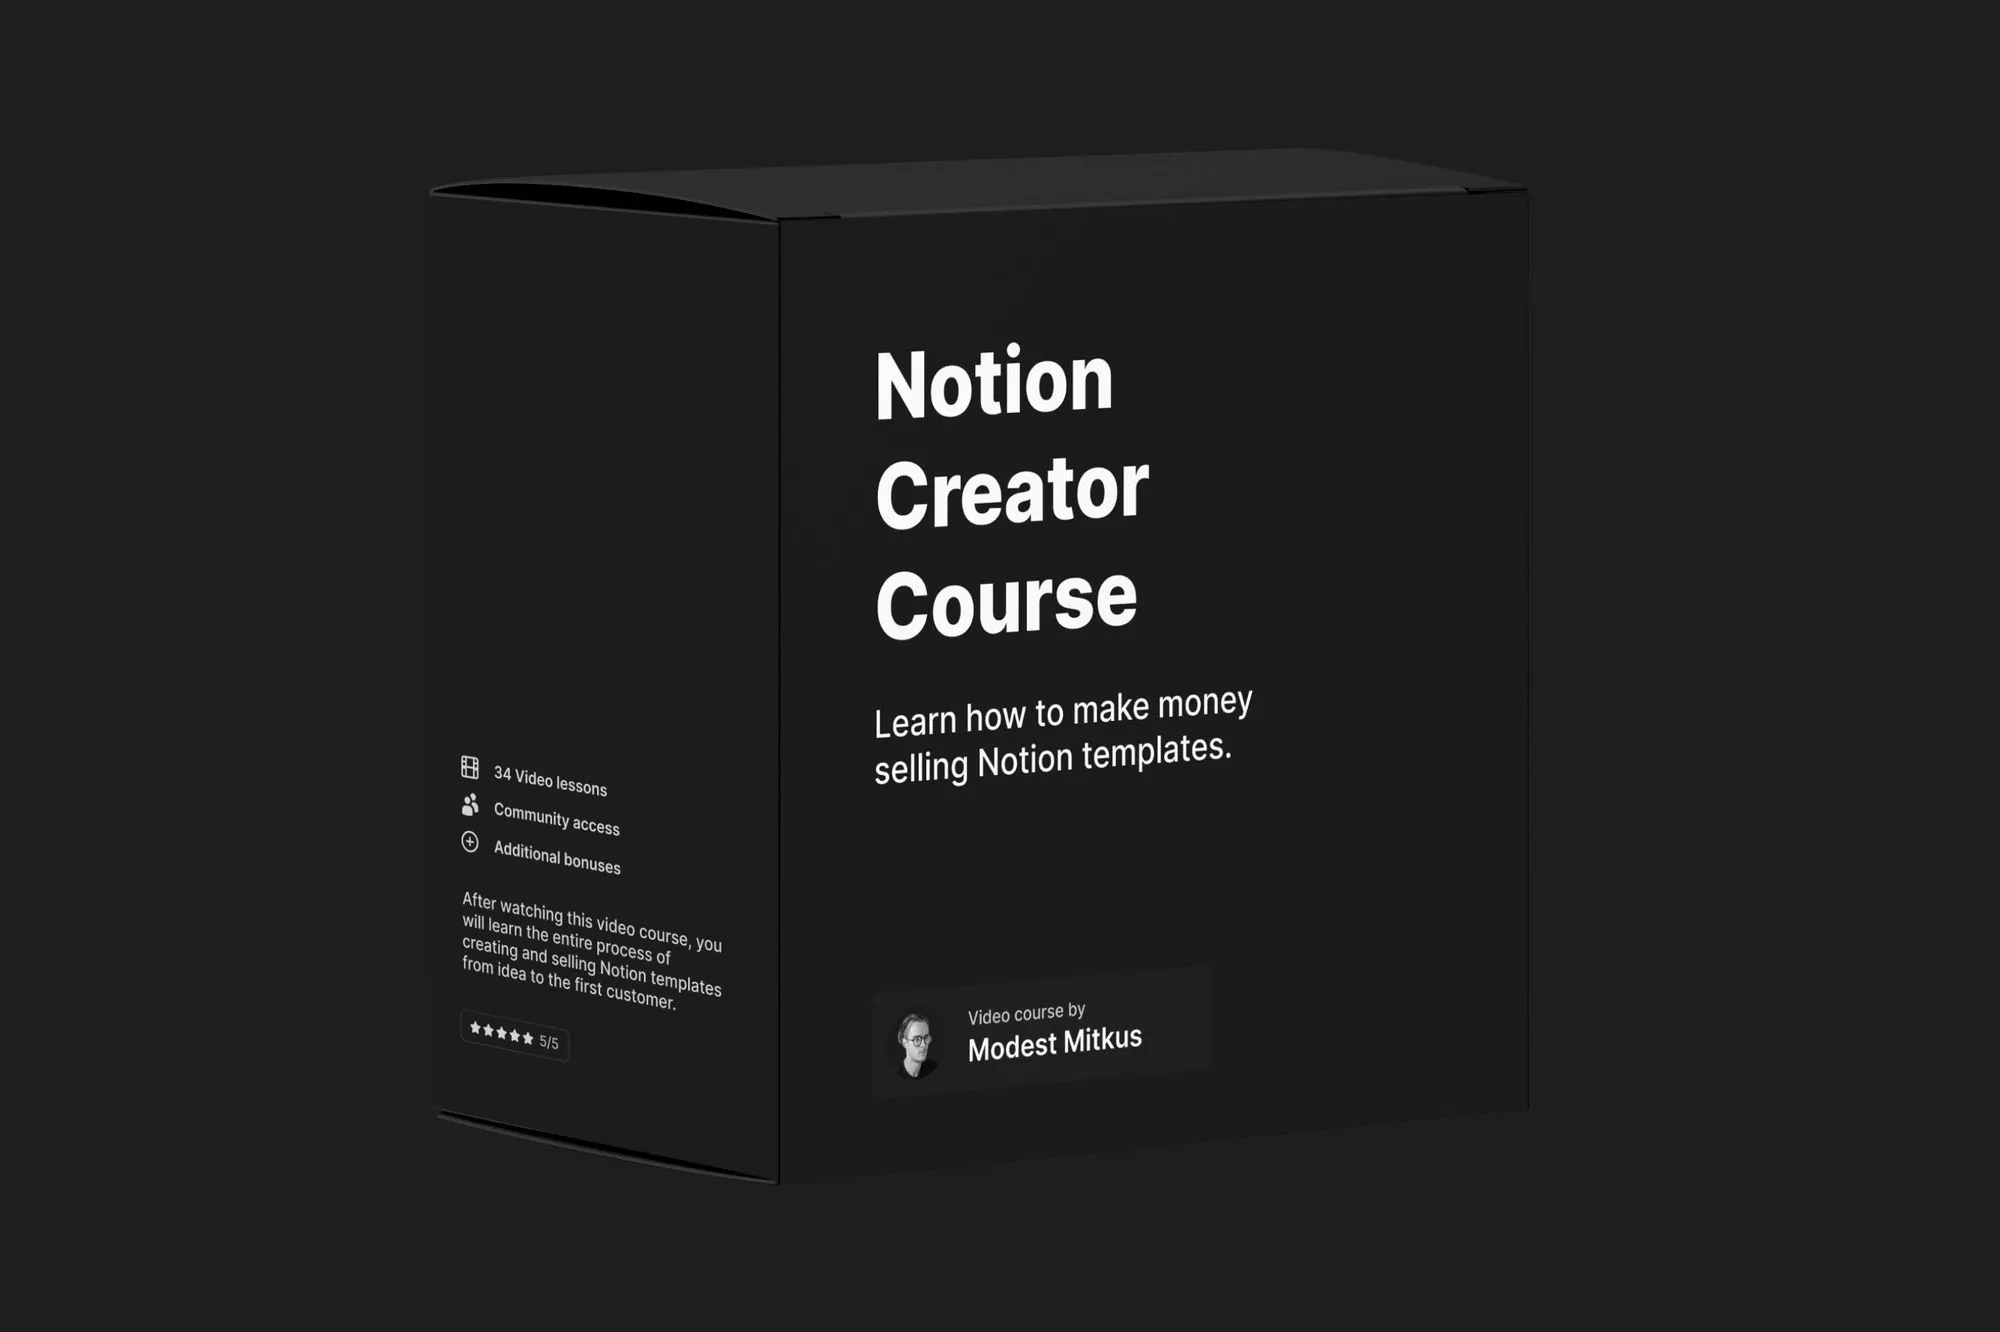 Notion
Creator
Course
Learn how to make money
selling Notion templates.
Video course by
Modest Mitkus
34 Video lessons
Community access
Additional bonuses
After watching this video course, you
will learn the entire process of
creating and selling Notion templates
from idea to the first customer.
5/5